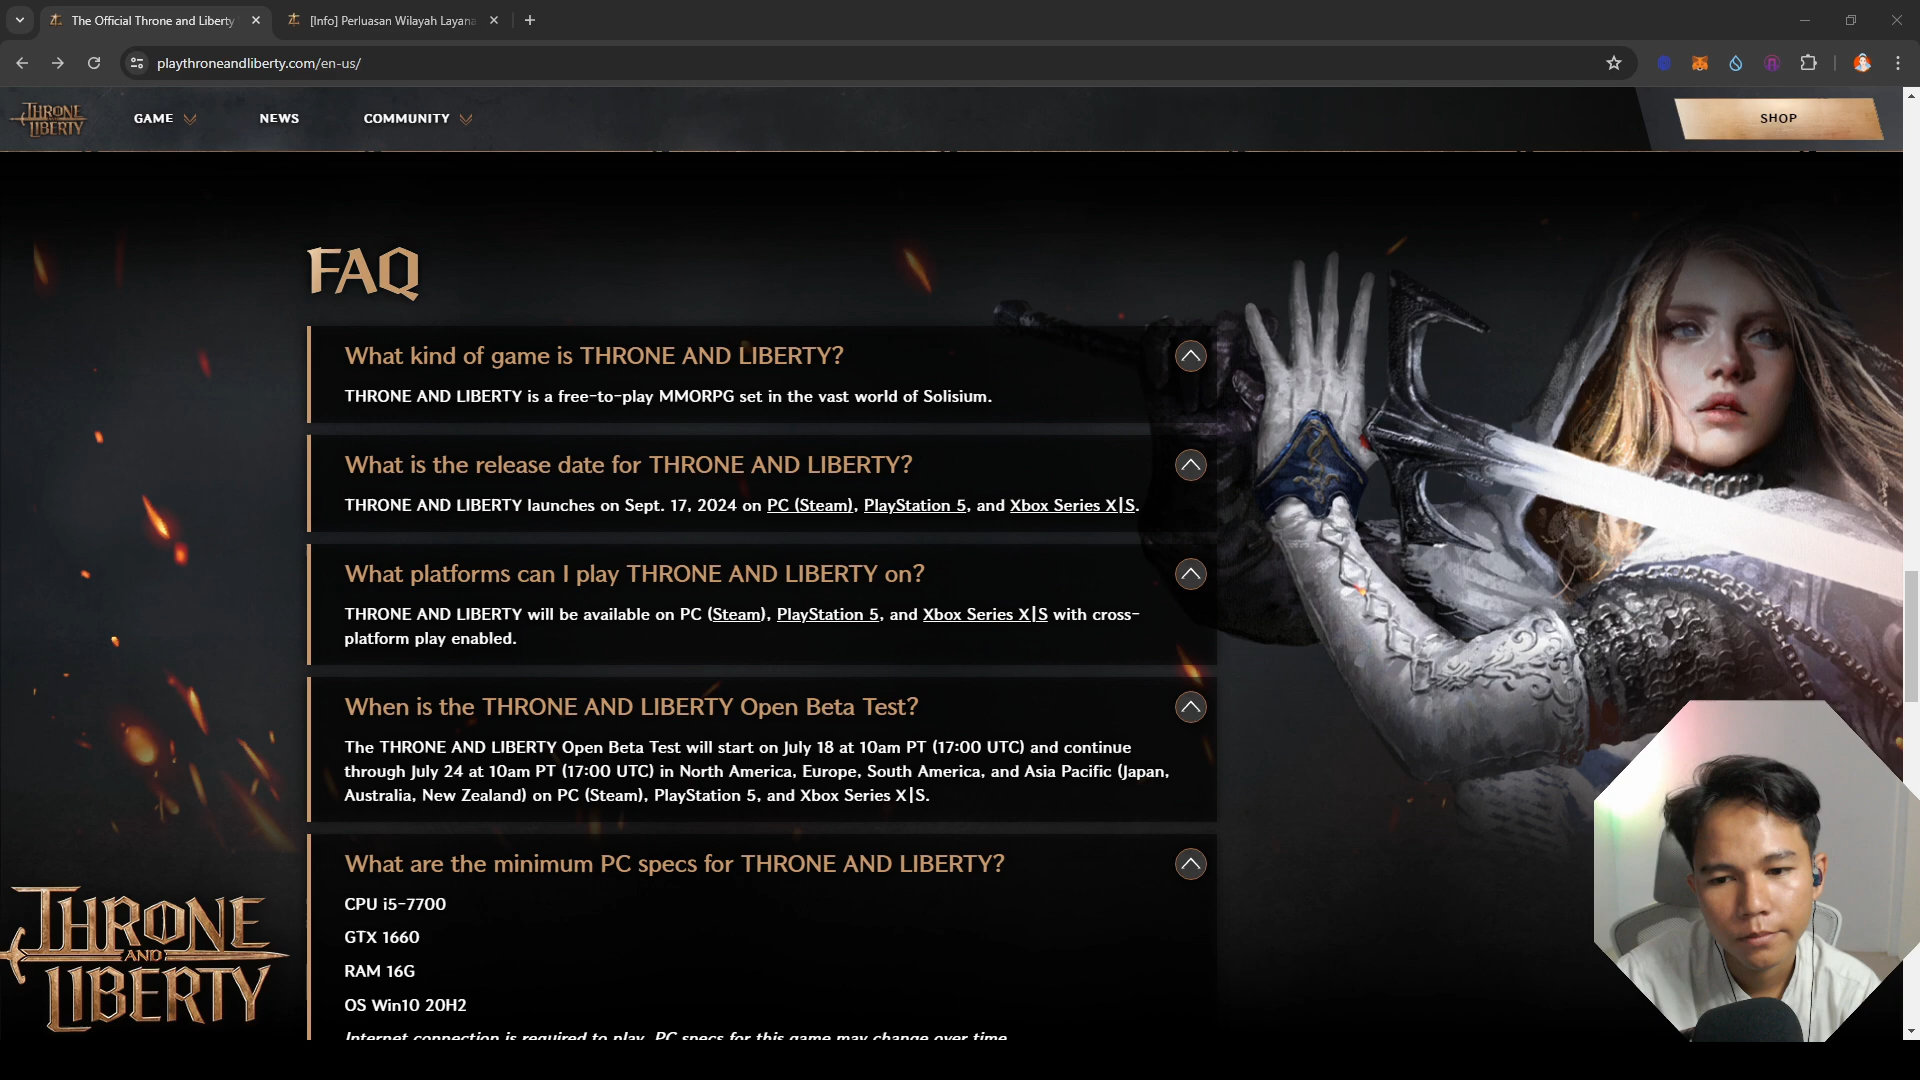 The Official Throne and Liberty
[Info] Perluasan Wilayah Layana
playthroneandliberty.com/en-us/
THRONE AND LIBERTY
GAME
NEWS
COMMUNITY
SHOP
FAQ
What kind of game is THRONE AND LIBERTY?
THRONE AND LIBERTY is a free-to-play MMORPG set in the vast world of Solisium.
What is the release date for THRONE AND LIBERTY?
THRONE AND LIBERTY launches on Sept. 17, 2024 on PC (Steam), PlayStation 5, and Xbox Series X|S.
What platforms can I play THRONE AND LIBERTY on?
THRONE AND LIBERTY will be available on PC (Steam), PlayStation 5, and Xbox Series X|S with cross-
platform play enabled.
When is the THRONE AND LIBERTY Open Beta Test?
The THRONE AND LIBERTY Open Beta Test will start on July 18 at 10am PT (17:00 UTC) and continue
through July 24 at 10am PT (17:00 UTC) in North America, Europe, South America, and Asia Pacific (Japan,
Australia, New Zealand) on PC (Steam), PlayStation 5, and Xbox Series X|S.
What are the minimum PC specs for THRONE AND LIBERTY?
CPU i5-7700
GTX 1660
RAM 16G
OS Win10 20H2
Internet connection is required to play. PC specs for this game may change over time
THRONE
AND
LIBERTY